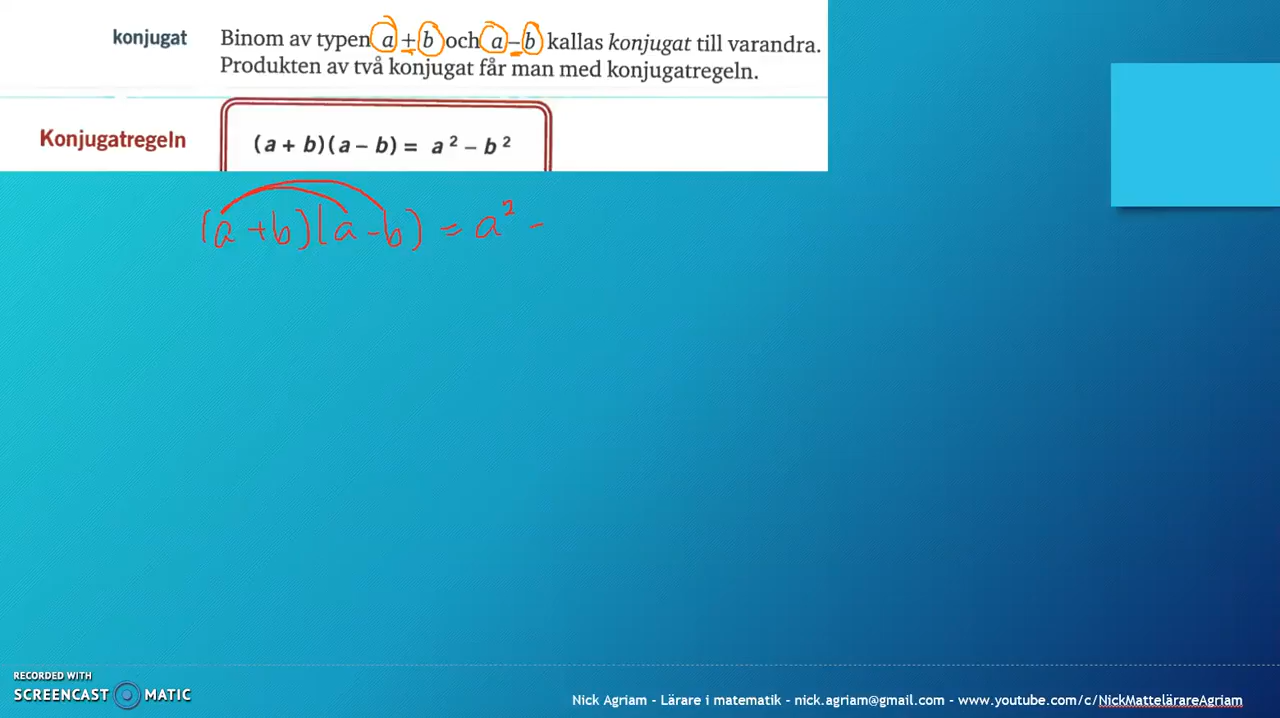 konjugat Binom av typen a + b och a – b kallas konjugat till varandra.
Produkten av två konjugat får man med konjugatregeln.
Konjugatregeln (a + b)(a – b) = a² – b²
(a + b)(a – b) = a² –
RECORDED WITH
SCREENCAST MATIC
Nick Agriam - Lärare i matematik - nick.agriam@gmail.com - www.youtube.com/c/NickMattelärareAgriam